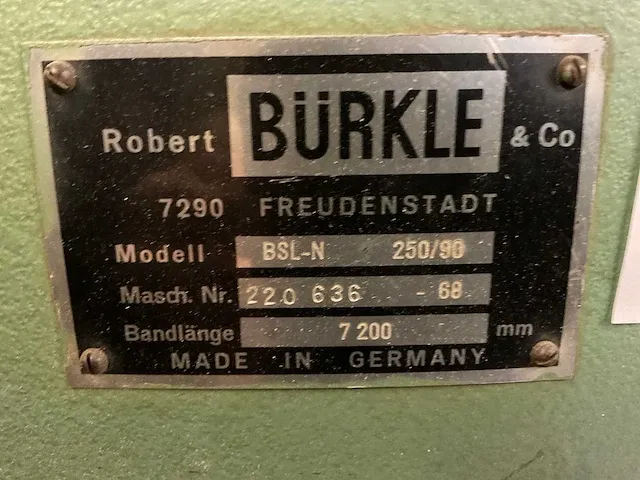 Robert BÜRKLE & Co
7290 FREUDENSTADT
Modell BSL-N 250/90
Masch. Nr. 220 636 - 68
Bandlänge 7 200 mm
MADE IN GERMANY